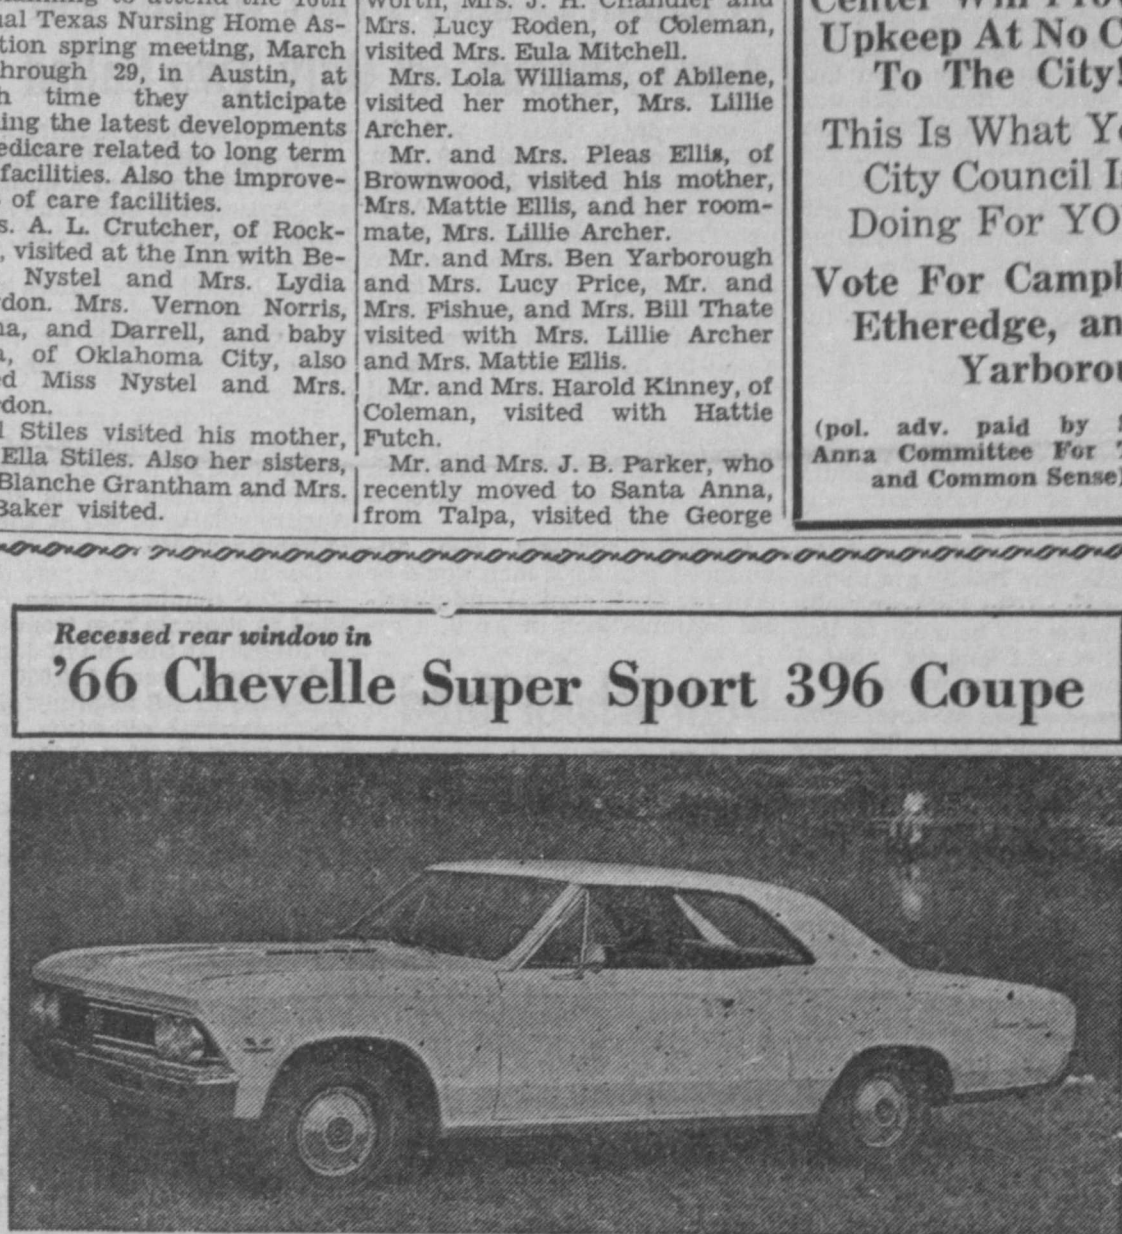 ual Texas Nursing Home As-
tion spring meeting, March
hrough 29, in Austin, at
h time they anticipate
ing the latest developments
edicare related to long term
facilities. Also the improve-
of care facilities.
s. A. L. Crutcher, of Rock-
, visited at the Inn with Be-
Nystel and Mrs. Lydia
don. Mrs. Vernon Norris,
na, and Darrell, and baby
a, of Oklahoma City, also
d Miss Nystel and Mrs.
don.
l Stiles visited his mother,
Ella Stiles. Also her sisters,
Blanche Grantham and Mrs.
Baker visited.
Worth, Mrs. J. H. Chandler and
Mrs. Lucy Roden, of Coleman,
visited Mrs. Eula Mitchell.
Mrs. Lola Williams, of Abilene,
visited her mother, Mrs. Lillie
Archer.
Mr. and Mrs. Pleas Ellis, of
Brownwood, visited his mother,
Mrs. Mattie Ellis, and her room-
mate, Mrs. Lillie Archer.
Mr. and Mrs. Ben Yarborough
and Mrs. Lucy Price, Mr. and
Mrs. Fishue, and Mrs. Bill Thate
visited with Mrs. Lillie Archer
and Mrs. Mattie Ellis.
Mr. and Mrs. Harold Kinney, of
Coleman, visited with Hattie
Futch.
Mr. and Mrs. J. B. Parker, who
recently moved to Santa Anna,
from Talpa, visited the George
Center Will Prov
Upkeep At No C
To The City!
This Is What Yo
City Council I
Doing For YO
Vote For Camp
Etheredge, an
Yarborou
(pol. adv. paid by S
Anna Committee For T
and Common Sense)
Recessed rear window in
'66 Chevelle Super Sport 396 Coupe